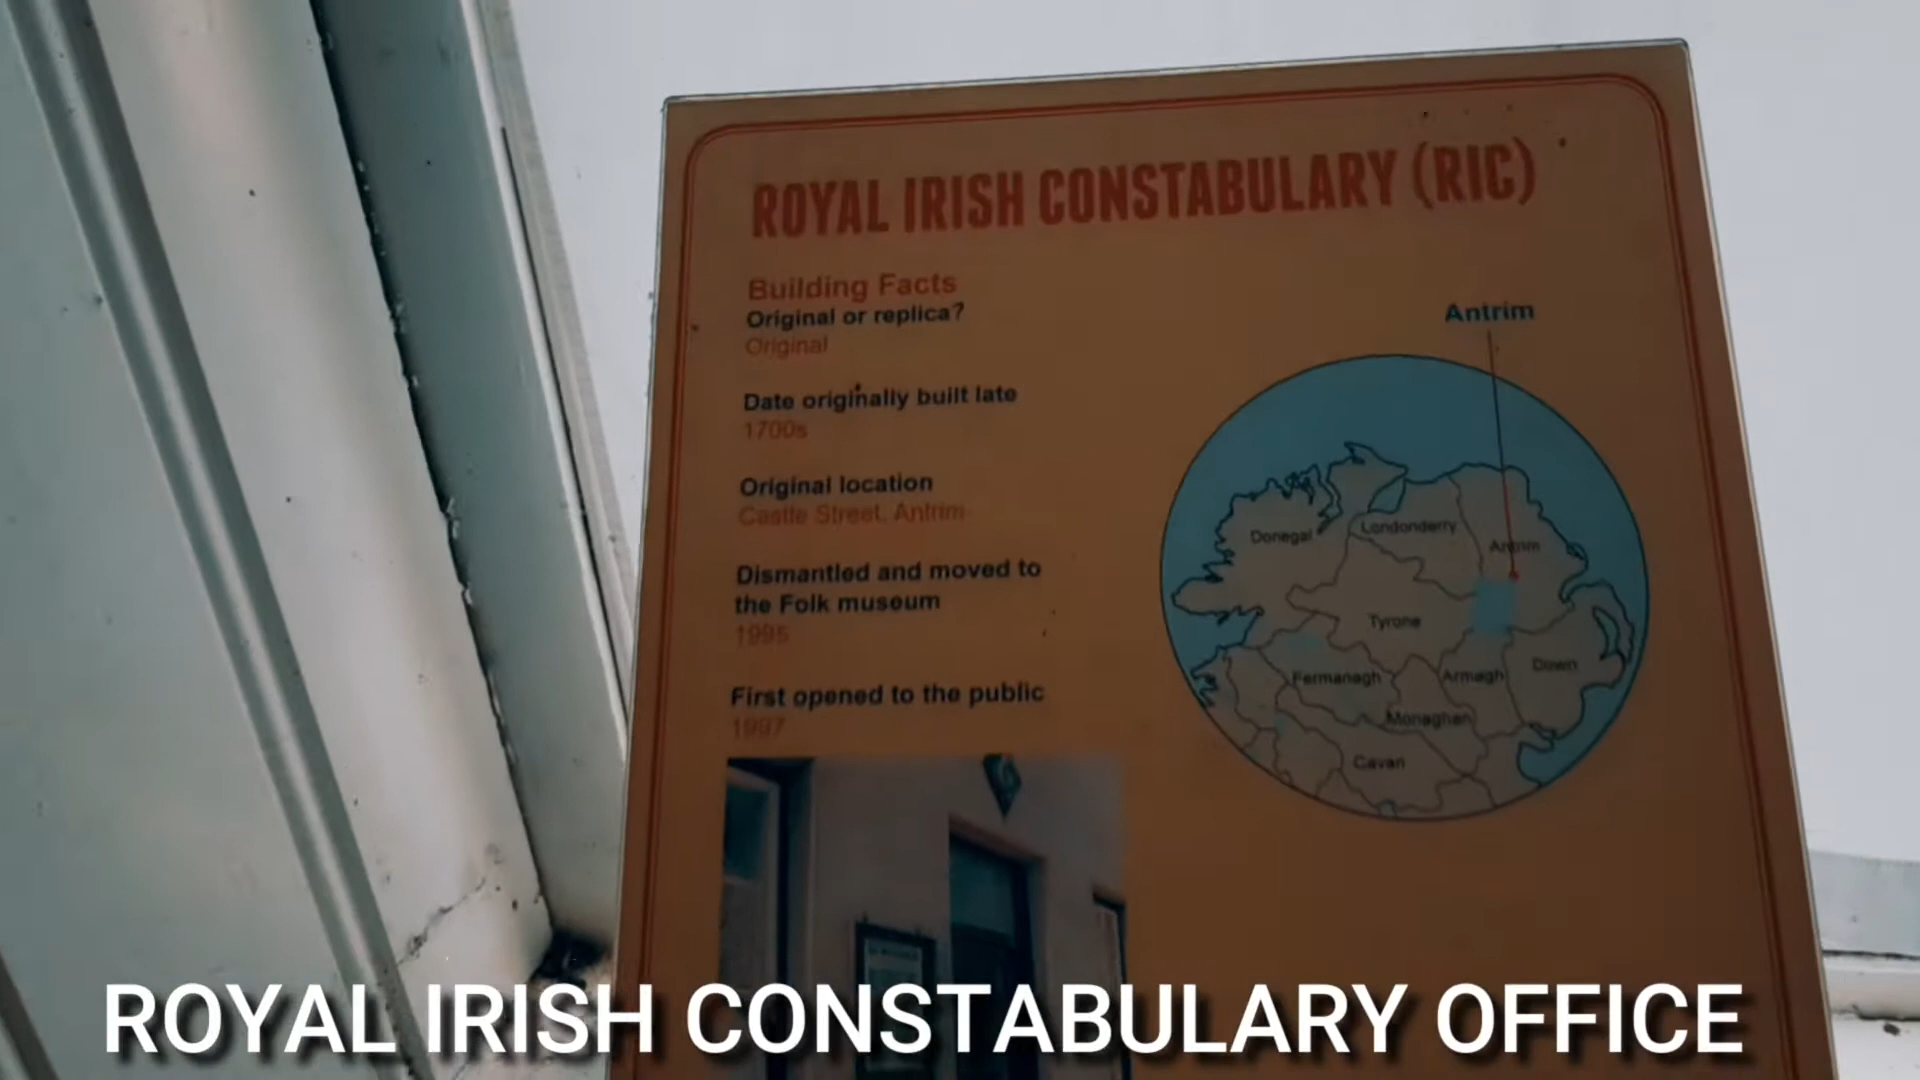 ROYAL IRISH CONSTABULARY (RIC)
Building Facts
Original or replica?
Original
Date originally built late
1700s
Original location
Castle Street, Antrim
Dismantled and moved to
the Folk museum
1995
First opened to the public
1997
Antrim
Donegal
Londonderry
Antrim
Tyrone
Fermanagh
Armagh
Down
Monaghan
Cavan
ROYAL IRISH CONSTABULARY OFFICE